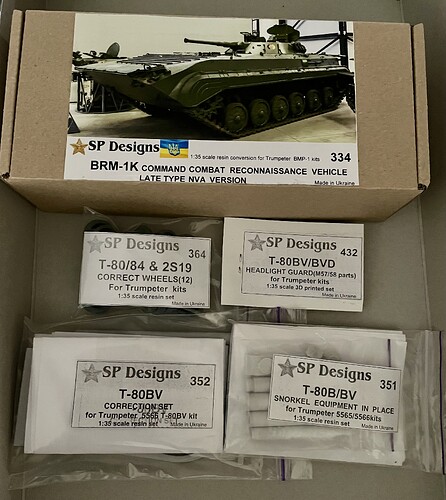 SP Designs
1:35 scale resin conversion for Trumpeter BMP-1 kits
334
BRM-1K COMMAND COMBAT RECONNAISSANCE VEHICLE
LATE TYPE NVA VERSION
Made in Ukraine
SP Designs
364
T-80/84 & 2S19
CORRECT WHEELS(12)
For Trumpeter kits
1:35 scale resin set
Made in Ukraine
SP Designs
432
T-80BV/BVD
HEADLIGHT GUARD(M57/58 parts)
for Trumpeter kits
1:35 scale 3D printed set
Made in Ukraine
SP Designs
352
T-80BV
CORRECTION SET
for Trumpeter 5566 T-80BV kit
1:35 scale resin set
Made in Ukraine
SP Designs
351
T-80B/BV
SNORKEL EQUIPMENT IN PLACE
for Trumpeter 5565/5566kits
1:35 scale resin set
Made in Ukraine